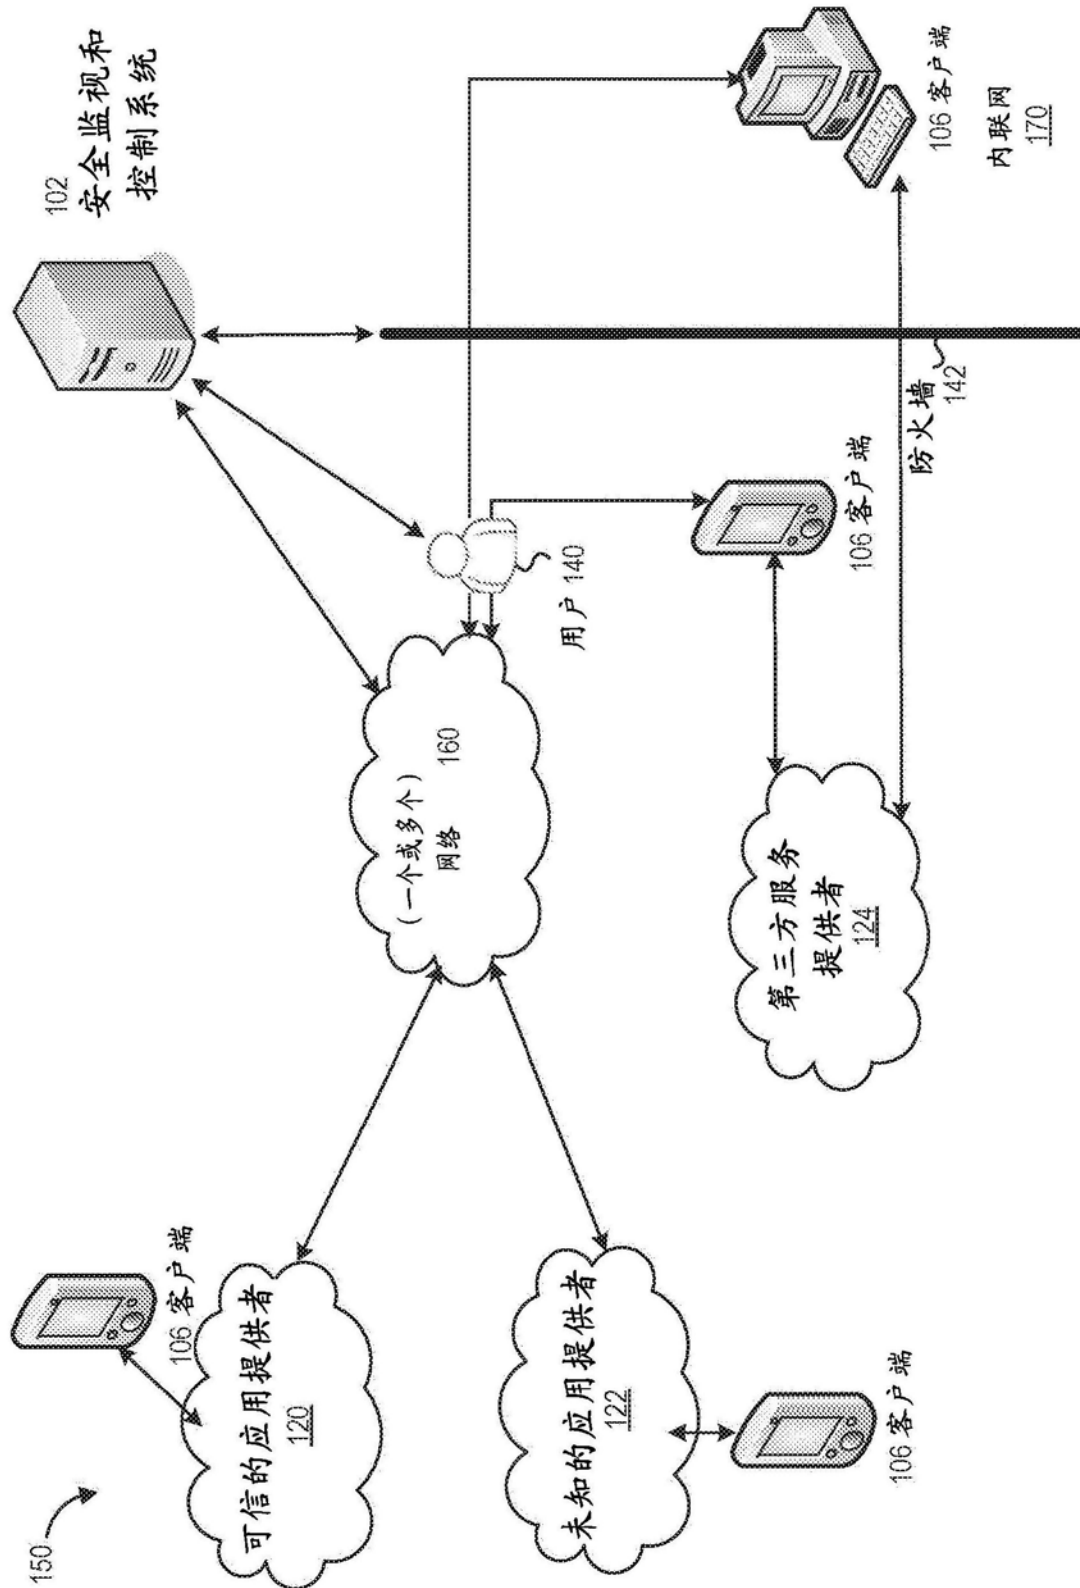 150
106 客户端
可信的应用提供者
120
未知的应用提供者
122
106 客户端
(一个或多个)
网络
160
用户 140
第三方服务
提供者
124
106 客户端
防火墙
142
102
安全监视和
控制系统
106 客户端
内联网
170